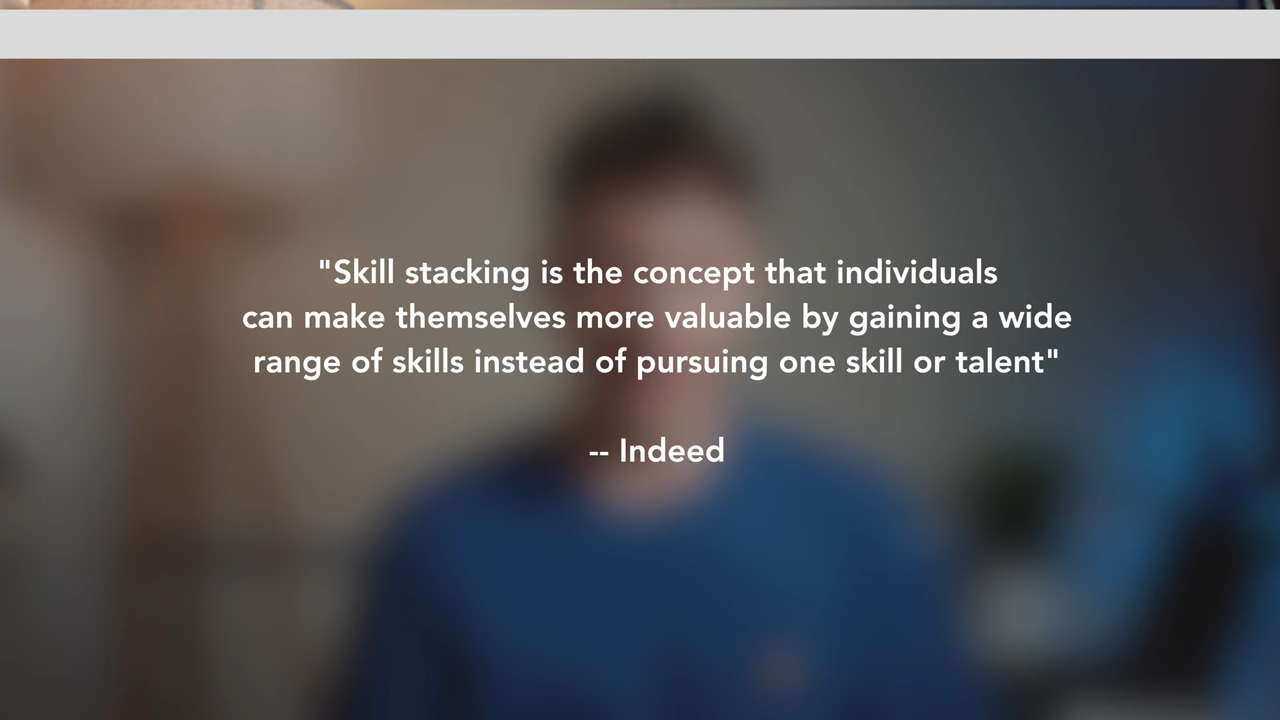 "Skill stacking is the concept that individuals
can make themselves more valuable by gaining a wide
range of skills instead of pursuing one skill or talent"
-- Indeed